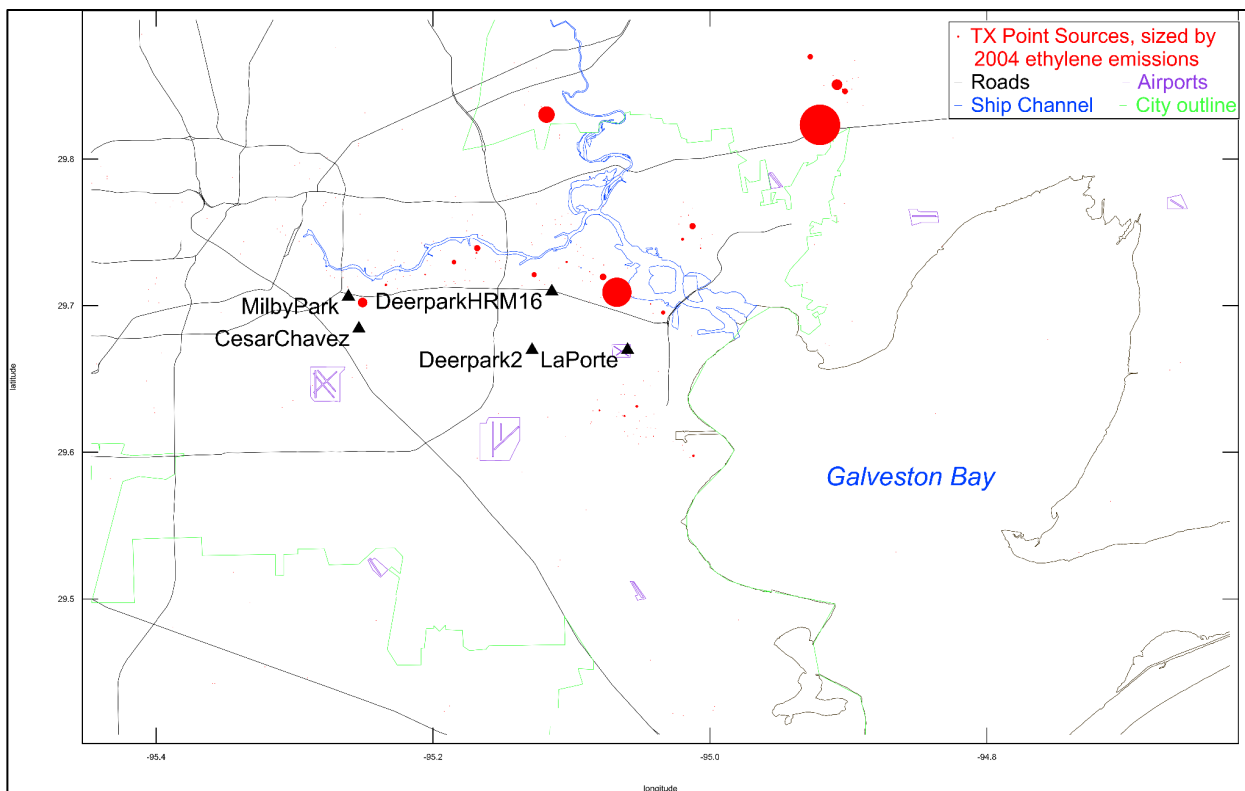 TX Point Sources, sized by
2004 ethylene emissions
Roads
Airports
Ship Channel
City outline
29.8
29.7
29.6
29.5
latitude
MilbyPark
DeerparkHRM16
CesarChavez
Deerpark2
LaPorte
Galveston Bay
-95.4
-95.2
-95.0
-94.8
longitude